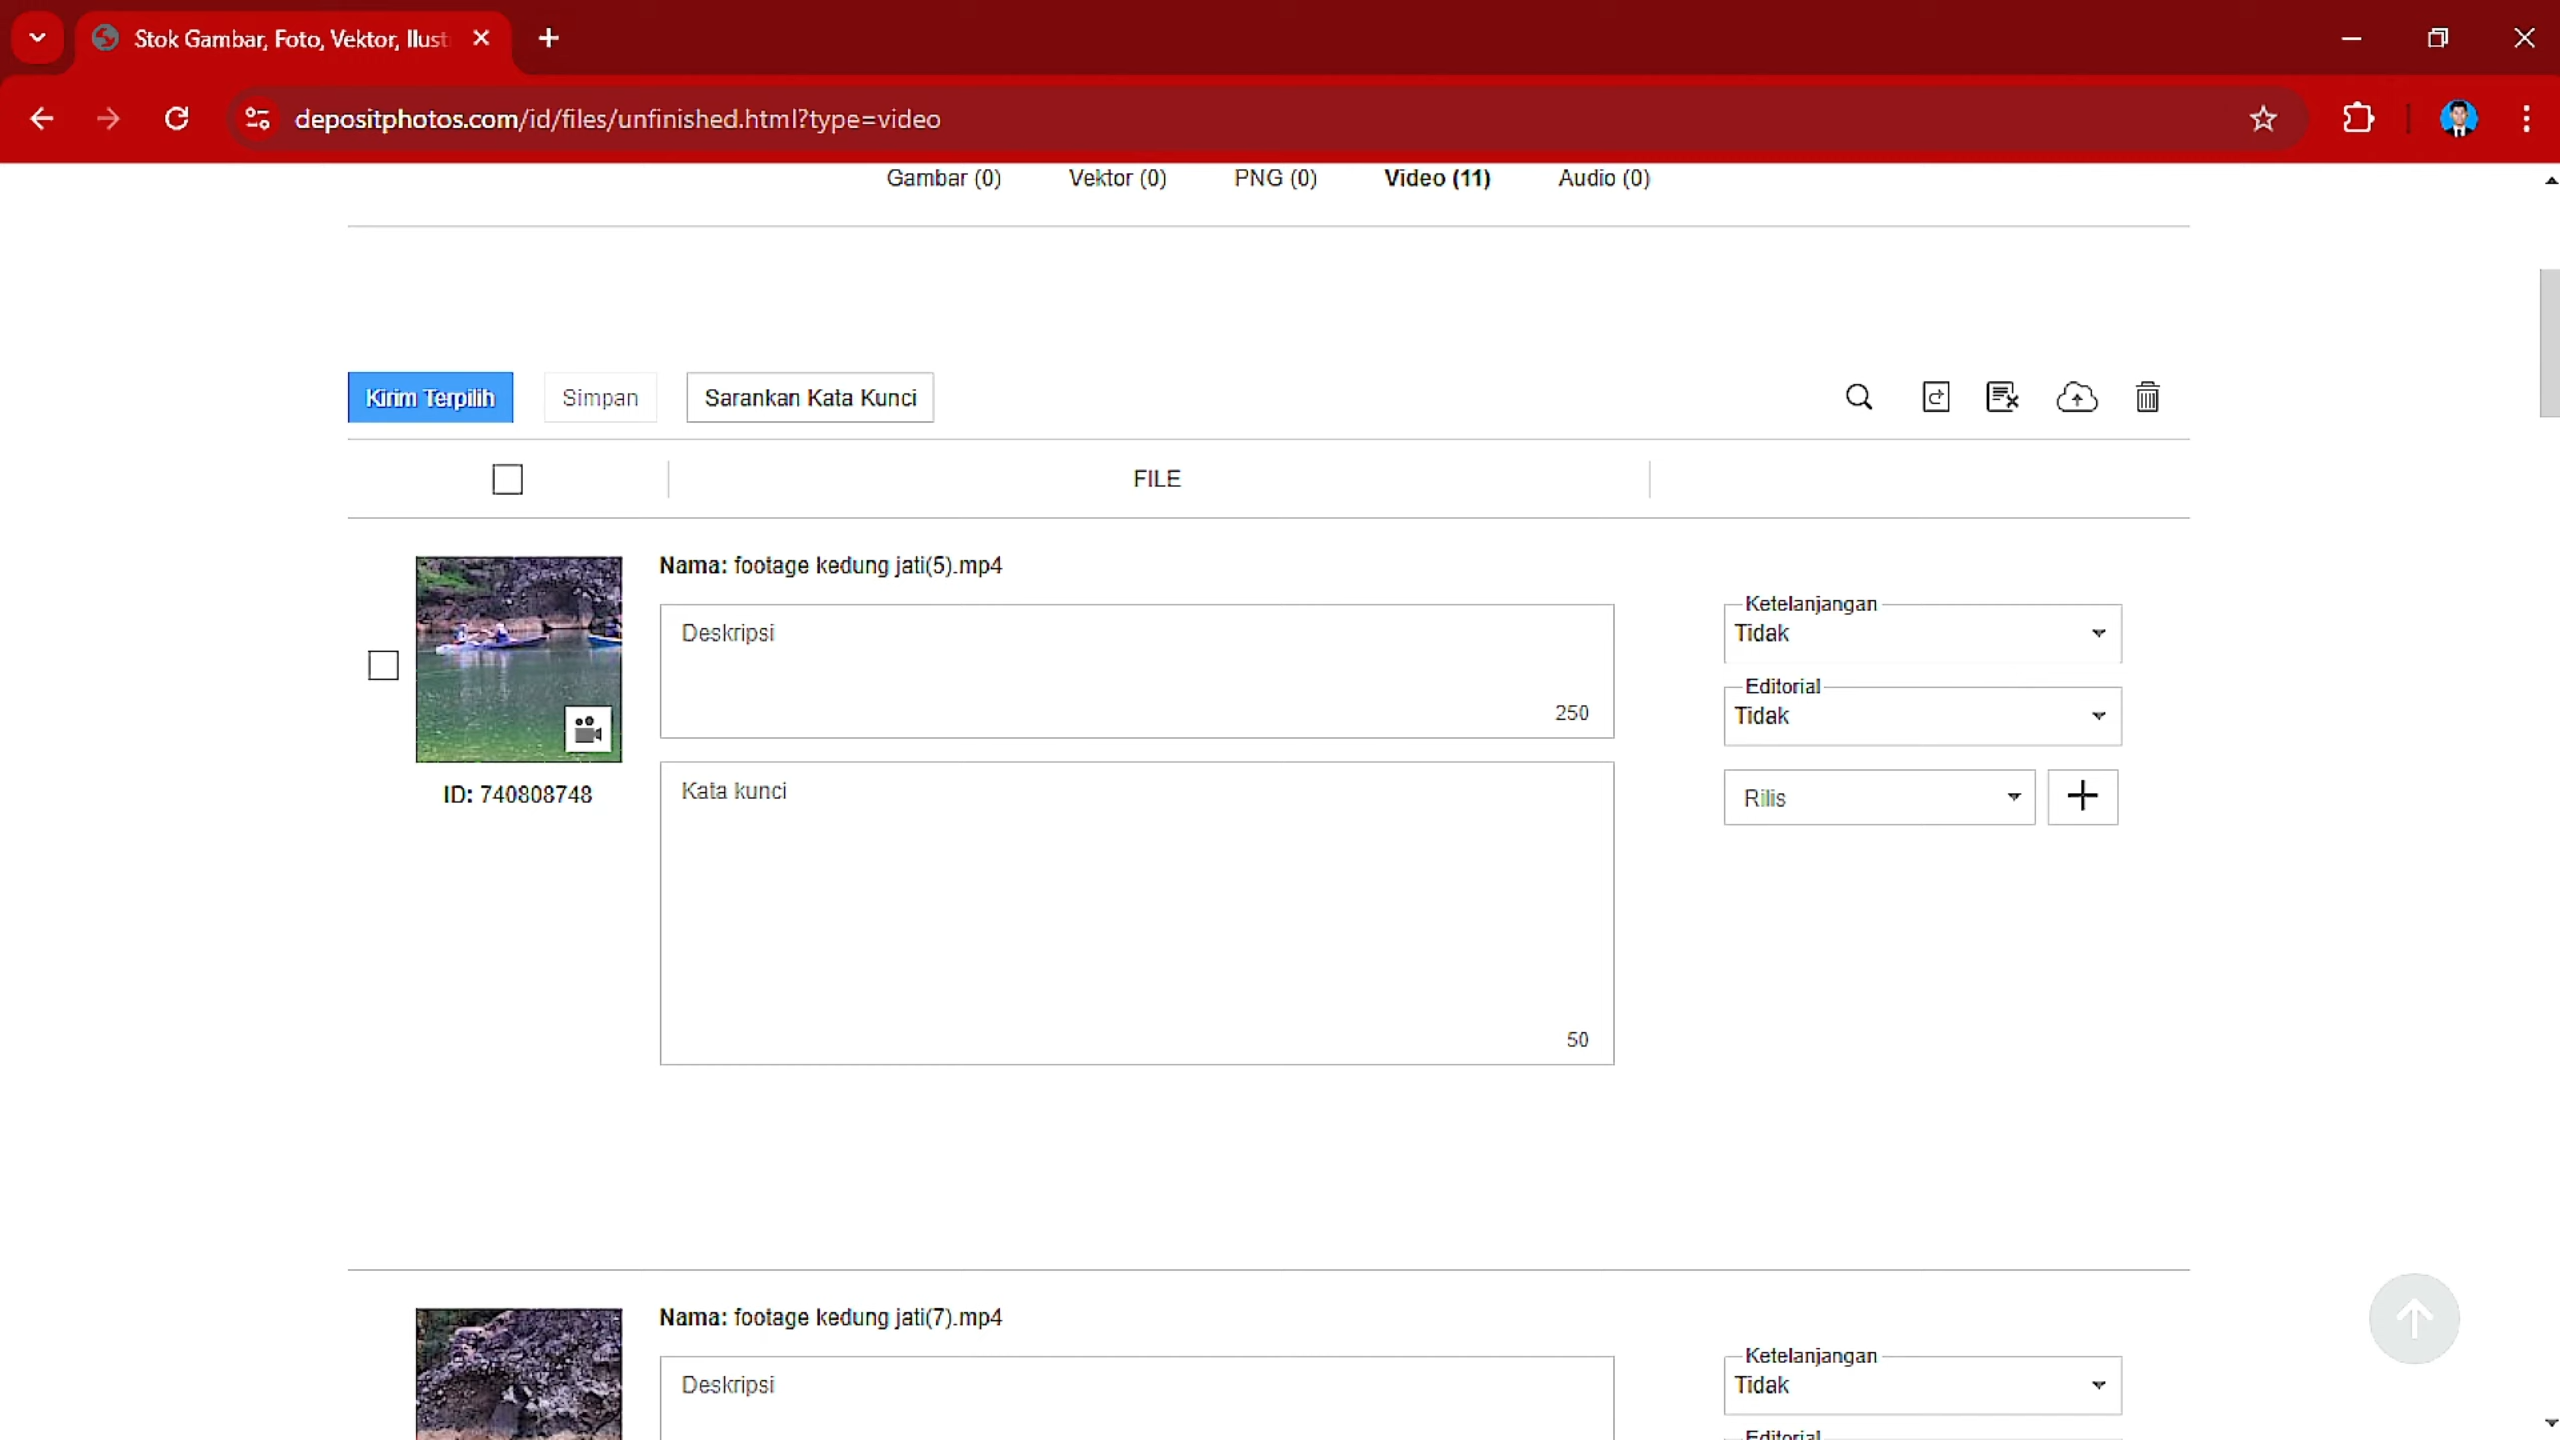 Stok Gambar, Foto, Vektor, Ilust
depositphotos.com/id/files/unfinished.html?type=video
Gambar (0) Vektor (0) PNG (0) Video (11) Audio (0)
Kirim Terpilih Simpan Sarankan Kata Kunci
FILE
Nama: footage kedung jati(5).mp4
Ketelanjangan
Deskripsi Tidak
Editorial
250 Tidak
Kata kunci Rilis
ID: 740808748
50
Nama: footage kedung jati(7).mp4
Ketelanjangan
Deskripsi Tidak
Editorial